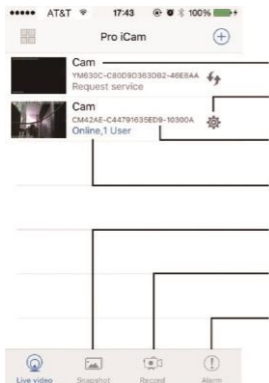 AT&T 17:43 100%
Pro iCam
Cam
YM630C-C80D9D363DB2-46E6AA
Request service
Cam
CM42AE-C44791635ED9-10300A
Online,1 User
Live video Snapshot Record Alarm